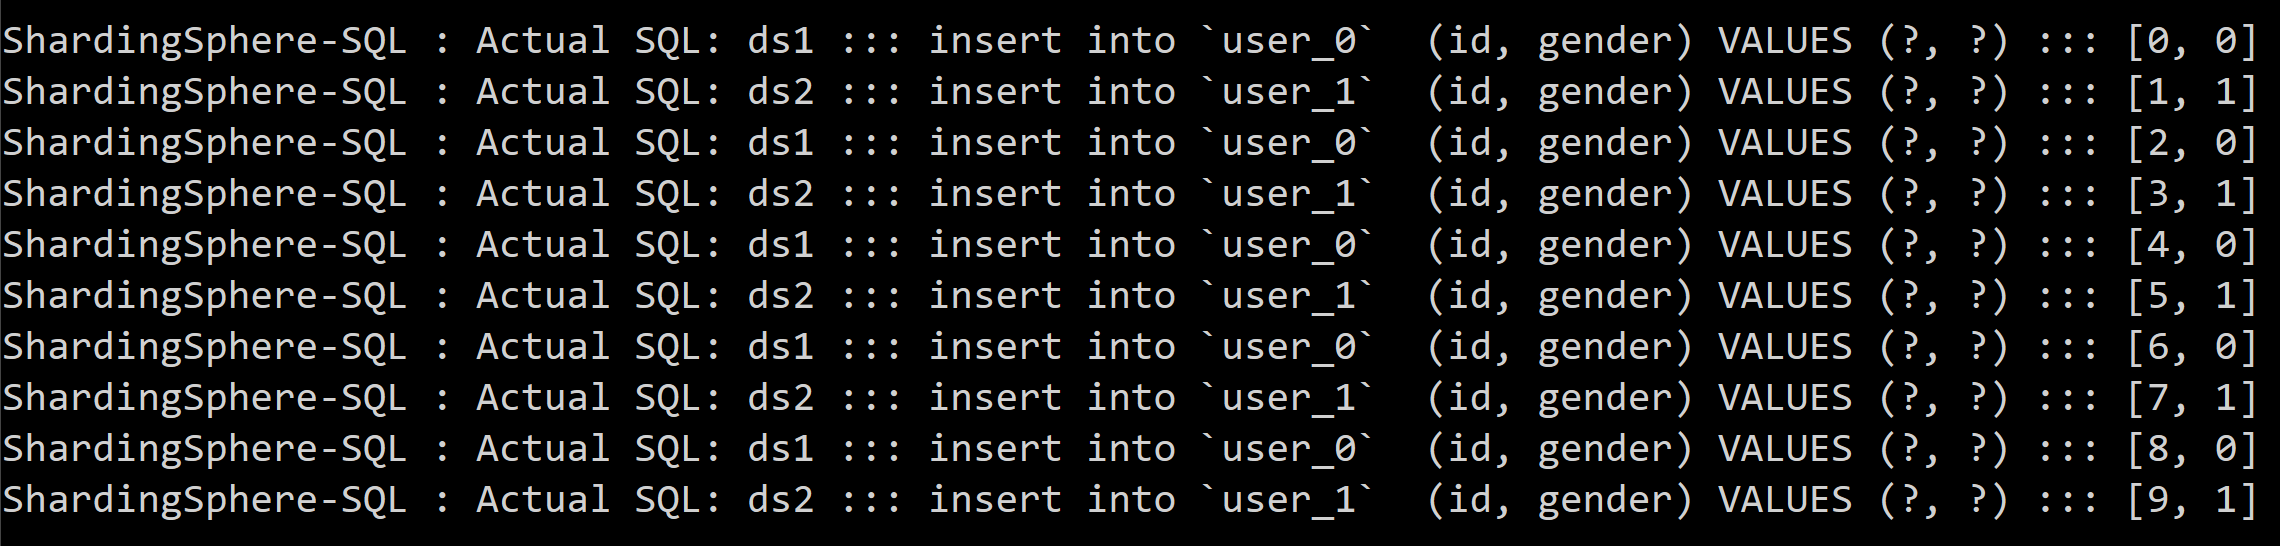 ShardingSphere-SQL : Actual SQL: ds1 ::: insert into `user_0`  (id, gender) VALUES (?, ?) ::: [0, 0]
ShardingSphere-SQL : Actual SQL: ds2 ::: insert into `user_1`  (id, gender) VALUES (?, ?) ::: [1, 1]
ShardingSphere-SQL : Actual SQL: ds1 ::: insert into `user_0`  (id, gender) VALUES (?, ?) ::: [2, 0]
ShardingSphere-SQL : Actual SQL: ds2 ::: insert into `user_1`  (id, gender) VALUES (?, ?) ::: [3, 1]
ShardingSphere-SQL : Actual SQL: ds1 ::: insert into `user_0`  (id, gender) VALUES (?, ?) ::: [4, 0]
ShardingSphere-SQL : Actual SQL: ds2 ::: insert into `user_1`  (id, gender) VALUES (?, ?) ::: [5, 1]
ShardingSphere-SQL : Actual SQL: ds1 ::: insert into `user_0`  (id, gender) VALUES (?, ?) ::: [6, 0]
ShardingSphere-SQL : Actual SQL: ds2 ::: insert into `user_1`  (id, gender) VALUES (?, ?) ::: [7, 1]
ShardingSphere-SQL : Actual SQL: ds1 ::: insert into `user_0`  (id, gender) VALUES (?, ?) ::: [8, 0]
ShardingSphere-SQL : Actual SQL: ds2 ::: insert into `user_1`  (id, gender) VALUES (?, ?) ::: [9, 1]